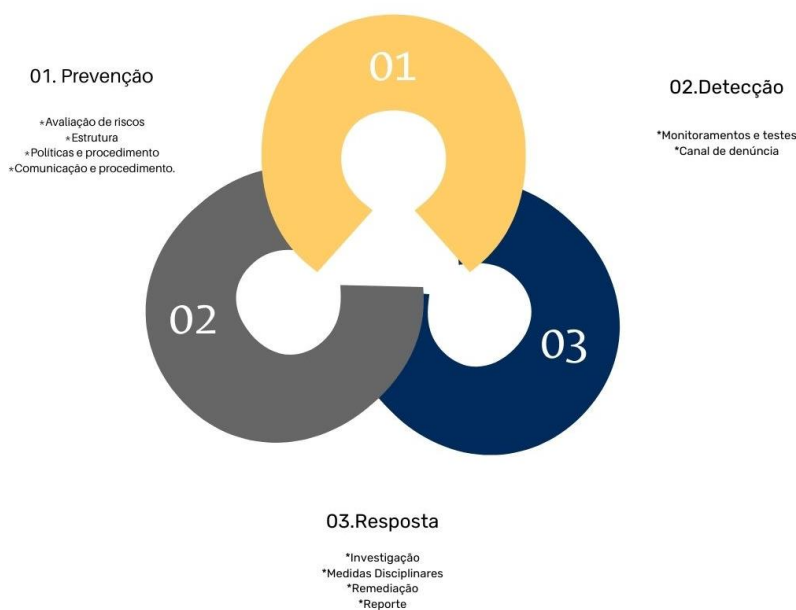 01
01. Prevenção
*Avaliação de riscos
*Estrutura
*Políticas e procedimento
*Comunicação e procedimento.
02.Detecção
*Monitoramentos e testes
*Canal de denúncia
02
03
03.Resposta
*Investigação
*Medidas Disciplinares
*Remediação
*Reporte